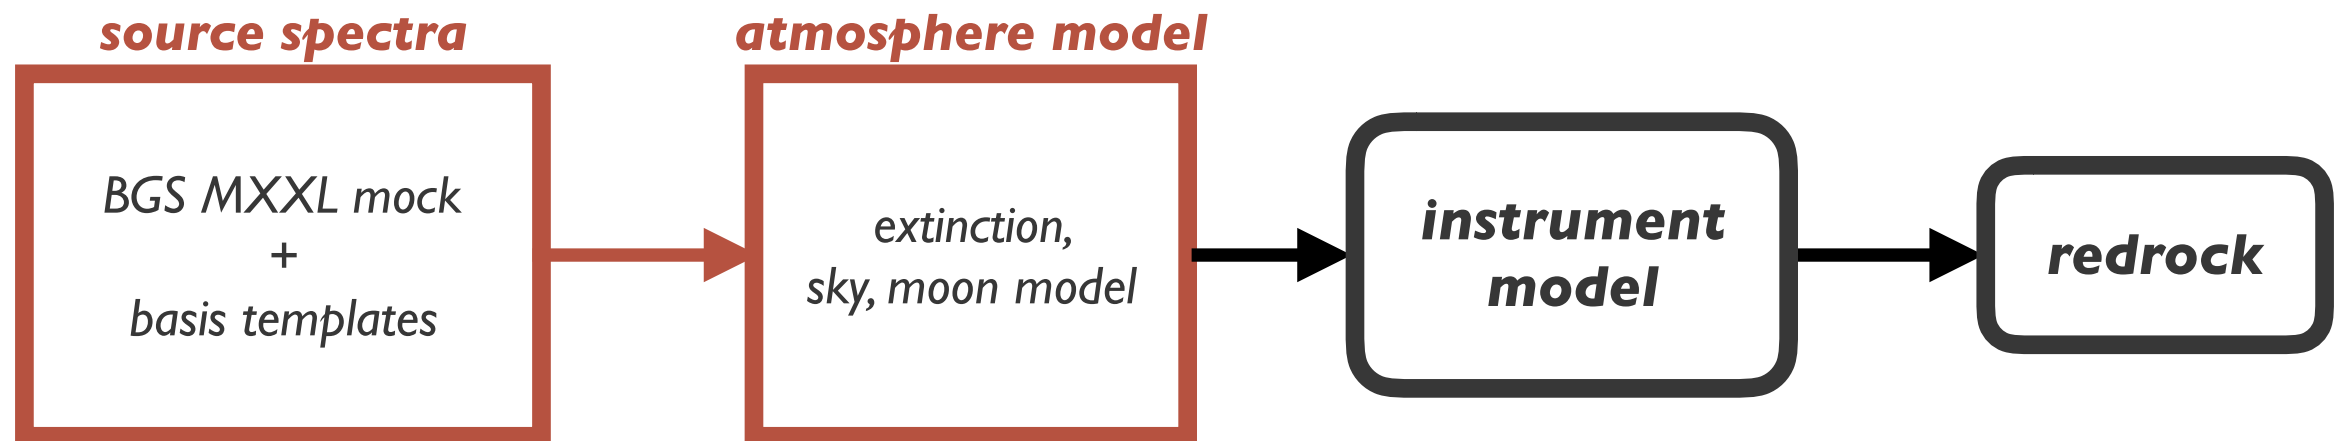 source spectra
BGS MXXL mock
+
basis templates
atmosphere model
extinction,
sky, moon model
instrument
model
redrock